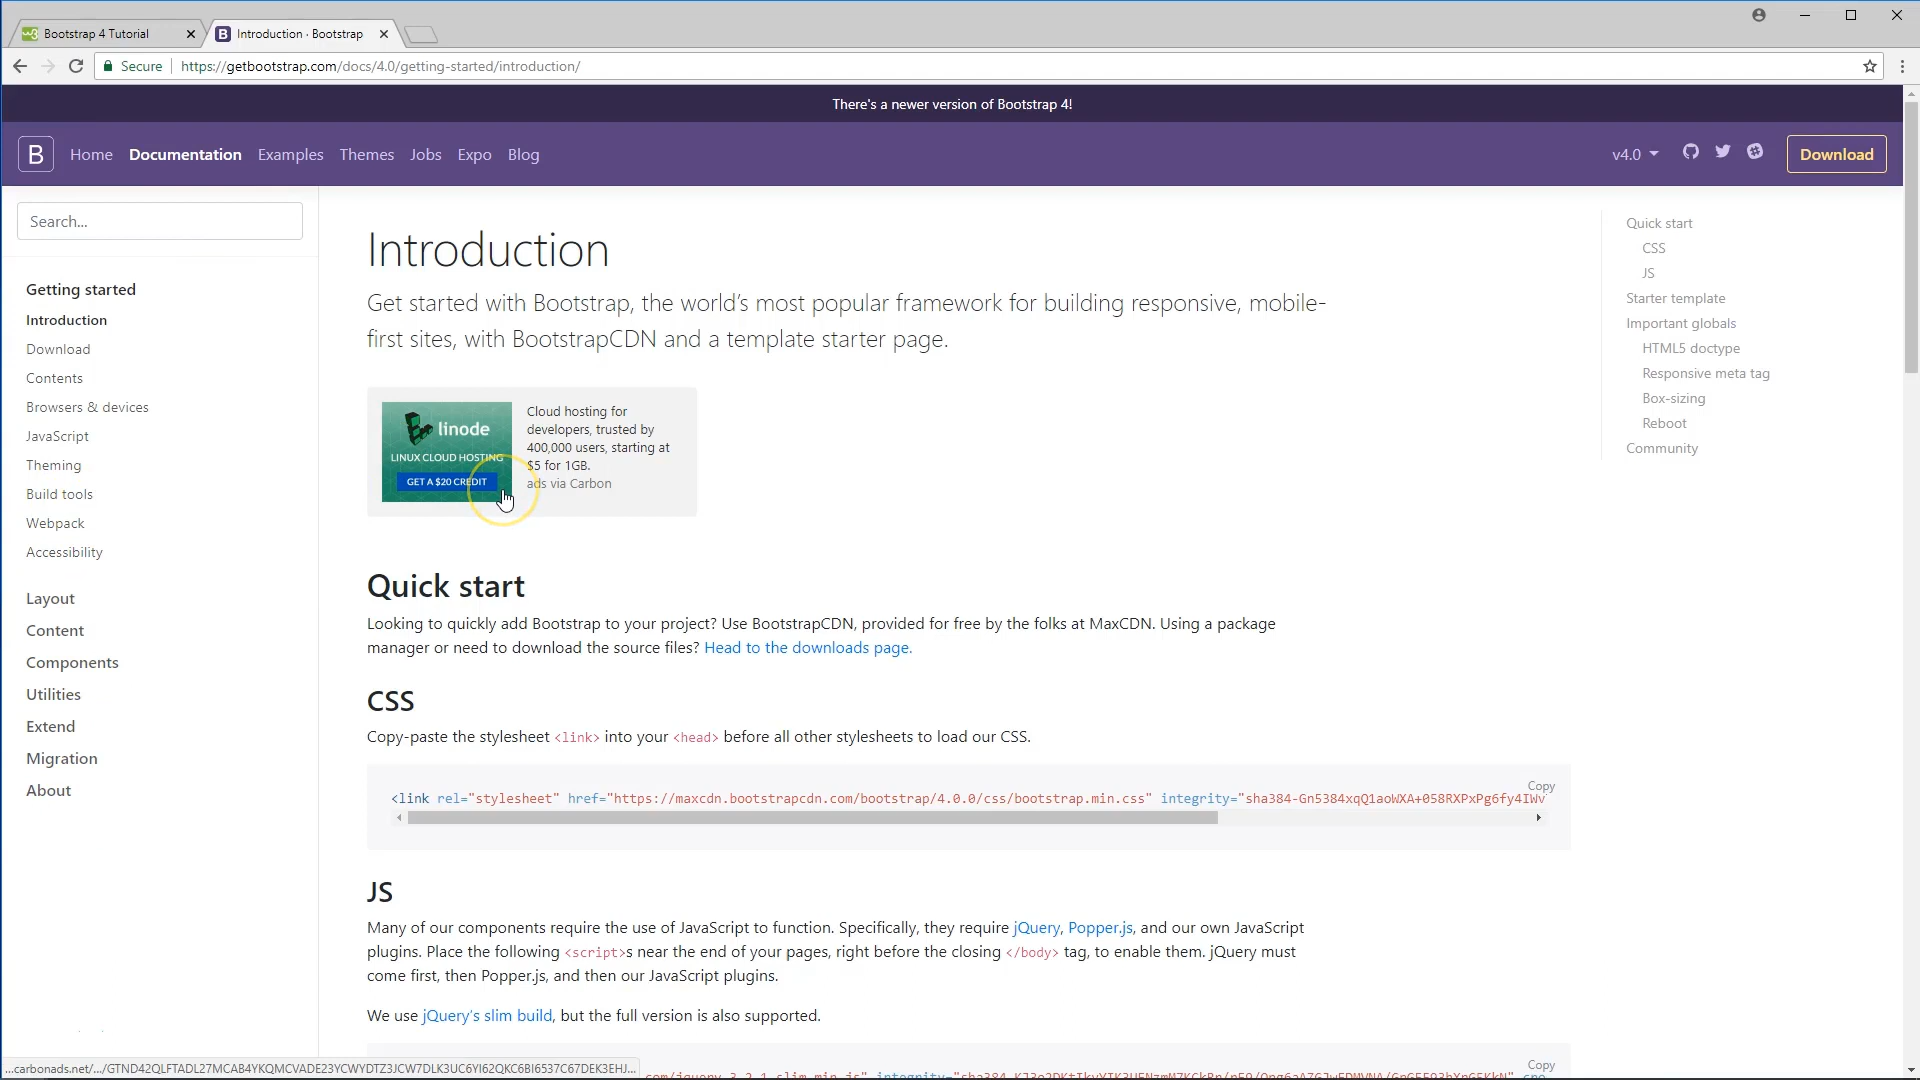 Bootstrap 4 Tutorial
Introduction · Bootstrap
Secure
https://getbootstrap.com/docs/4.0/getting-started/introduction/
There's a newer version of Bootstrap 4!
B Home Documentation Examples Themes Jobs Expo Blog v4.0 Download
Search...
Getting started
Introduction
Download
Contents
Browsers & devices
JavaScript
Theming
Build tools
Webpack
Accessibility
Layout
Content
Components
Utilities
Extend
Migration
About
Introduction
Get started with Bootstrap, the world's most popular framework for building responsive, mobile-
first sites, with BootstrapCDN and a template starter page.
linode
LINUX CLOUD HOSTING
GET A $20 CREDIT
Cloud hosting for
developers, trusted by
400,000 users, starting at
$5 for 1GB.
ads via Carbon
Quick start
Looking to quickly add Bootstrap to your project? Use BootstrapCDN, provided for free by the folks at MaxCDN. Using a package
manager or need to download the source files? Head to the downloads page.
CSS
Copy-paste the stylesheet <link> into your <head> before all other stylesheets to load our CSS.
Copy
<link rel="stylesheet" href="https://maxcdn.bootstrapcdn.com/bootstrap/4.0.0/css/bootstrap.min.css" integrity="sha384-Gn5384xqQ1aoWXA+058RXPxPg6fy4IWv
JS
Many of our components require the use of JavaScript to function. Specifically, they require jQuery, Popper.js, and our own JavaScript
plugins. Place the following <script>s near the end of your pages, right before the closing </body> tag, to enable them. jQuery must
come first, then Popper.js, and then our JavaScript plugins.
We use jQuery's slim build, but the full version is also supported.
Copy
Quick start
CSS
JS
Starter template
Important globals
HTML5 doctype
Responsive meta tag
Box-sizing
Reboot
Community